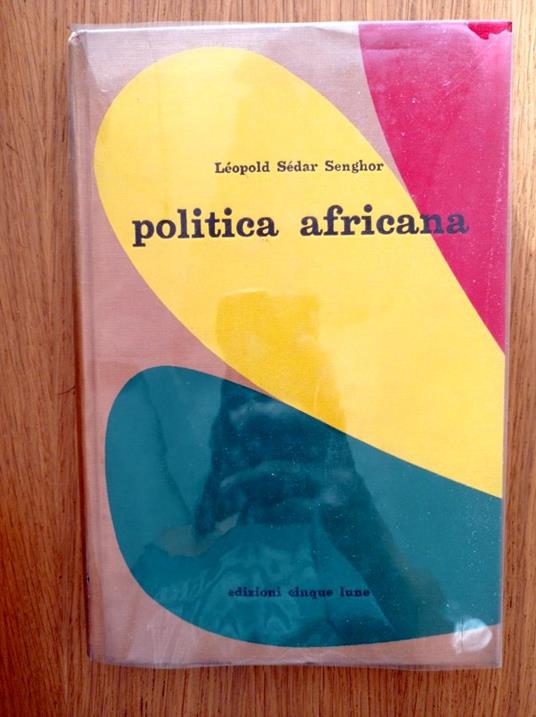 Léopold Sédar Senghor
politica africana
edizioni cinque lune